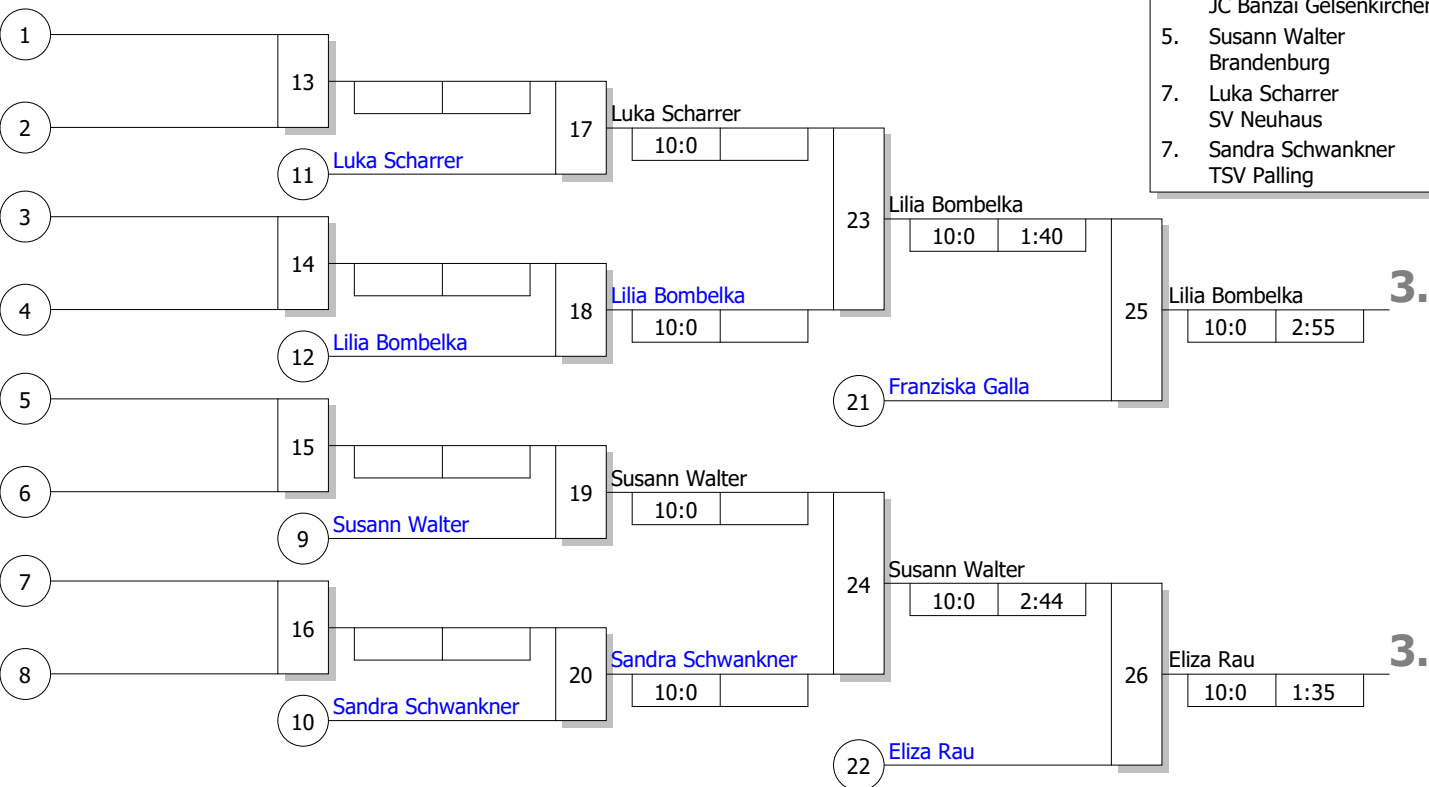 JC Banzai Gelsenkirchen
5. Susann Walter
Brandenburg
7. Luka Scharrer
SV Neuhaus
7. Sandra Schwankner
TSV Palling
1
13
2
17
Luka Scharrer
10:0
11
Luka Scharrer
3
14
4
18
Lilia Bombelka
10:0
12
Lilia Bombelka
23
Lilia Bombelka
10:0 1:40
25
Lilia Bombelka
10:0 2:55
3.
21
Franziska Galla
5
15
6
19
Susann Walter
10:0
9
Susann Walter
7
16
8
20
Sandra Schwankner
10:0
10
Sandra Schwankner
24
Susann Walter
10:0 2:44
26
Eliza Rau
10:0 1:35
3.
22
Eliza Rau